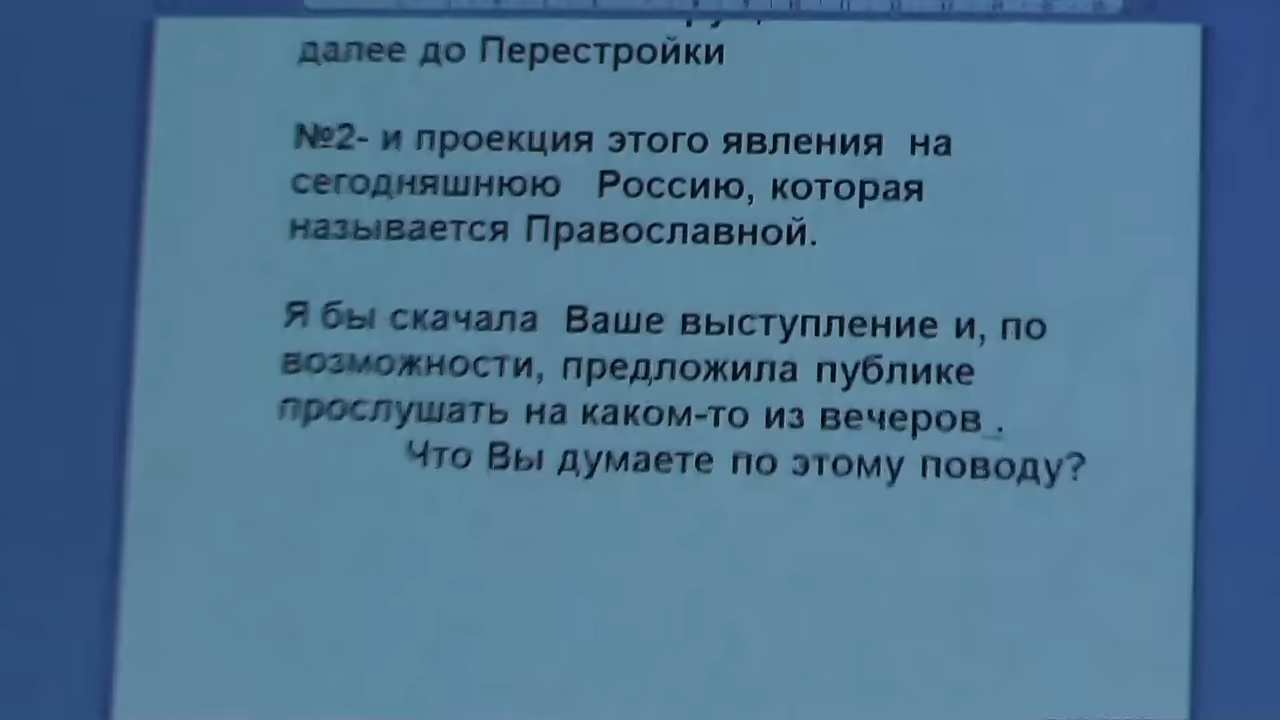 далее до Перестройки
№2- и проекция этого явления на
сегодняшнюю Россию, которая
называется Православной.
Я бы скачала Ваше выступление и, по
возможности, предложила публике
прослушать на каком-то из вечеров .
Что Вы думаете по этому поводу?